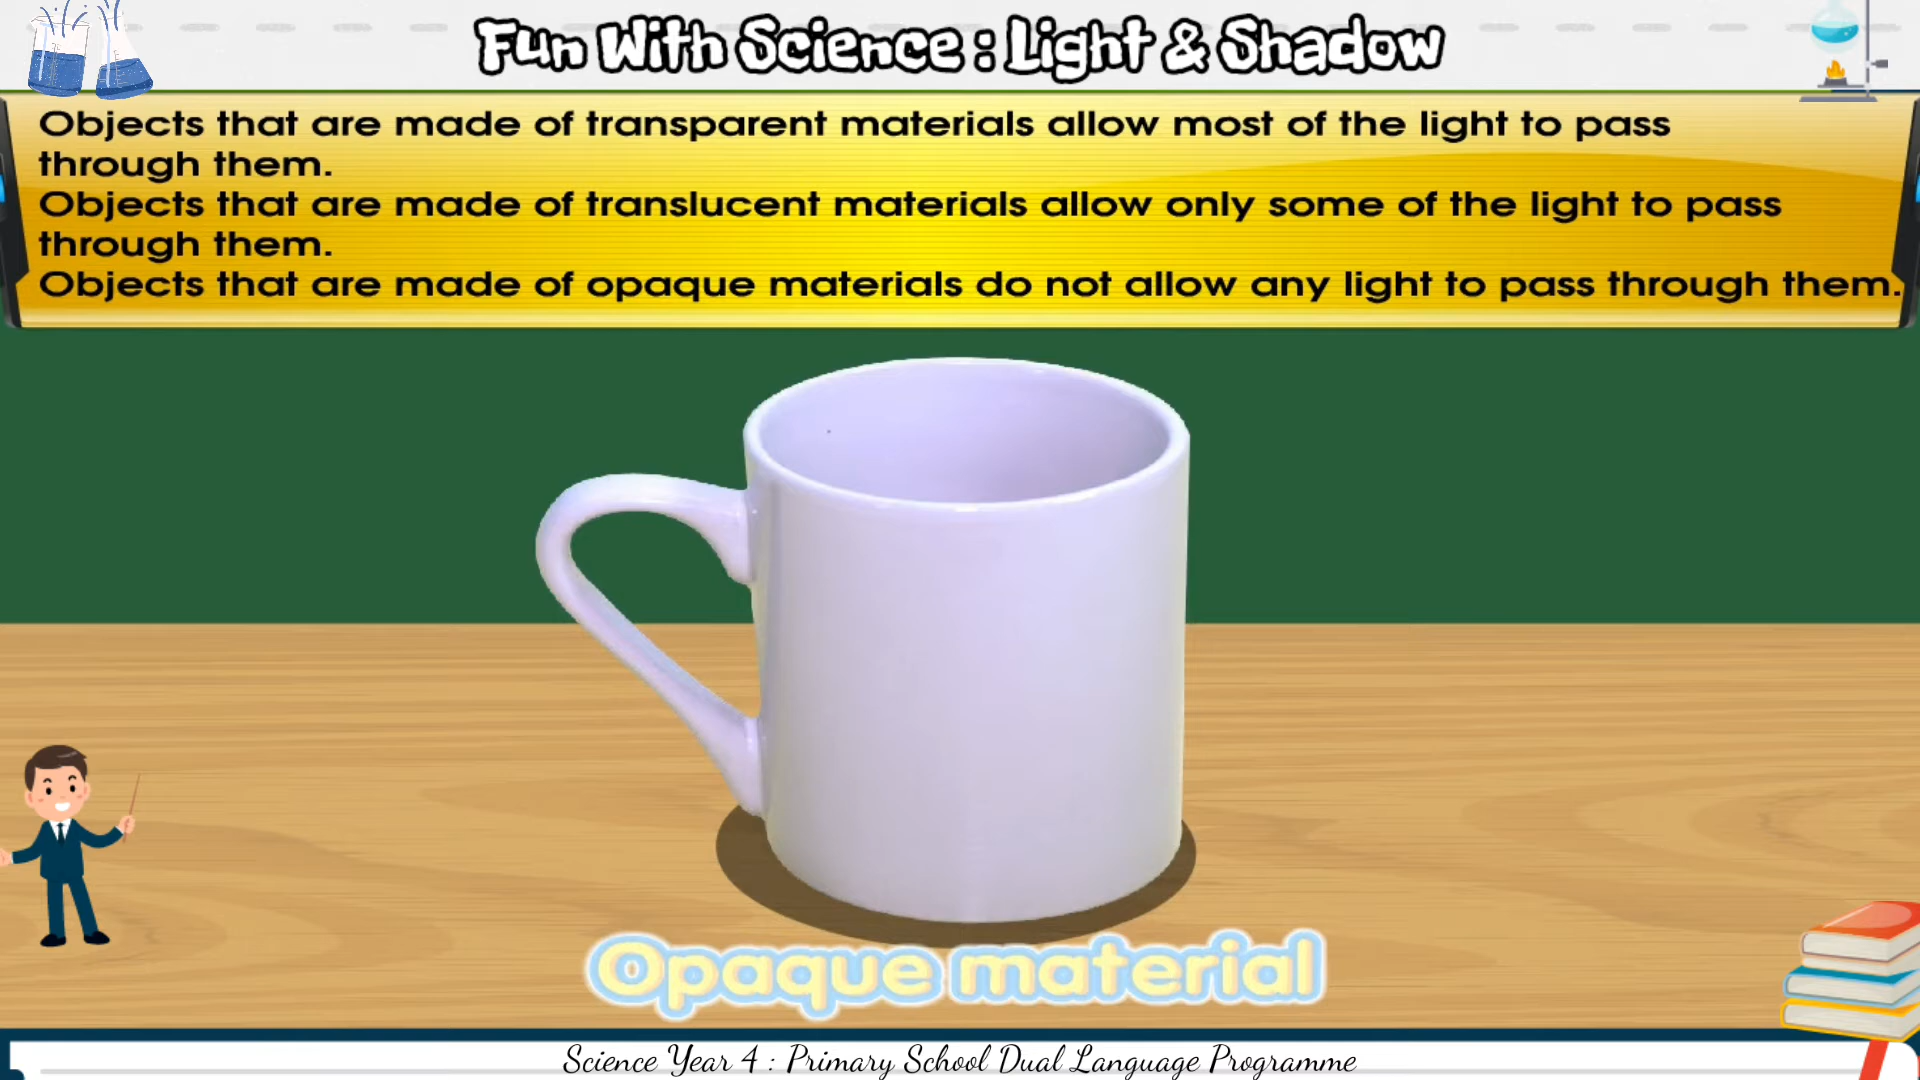 Fun With Science : Light & Shadow
Objects that are made of transparent materials allow most of the light to pass
through them.
Objects that are made of translucent materials allow only some of the light to pass
through them.
Objects that are made of opaque materials do not allow any light to pass through them.
Opaque material
Science Year 4 : Primary School Dual Language Programme